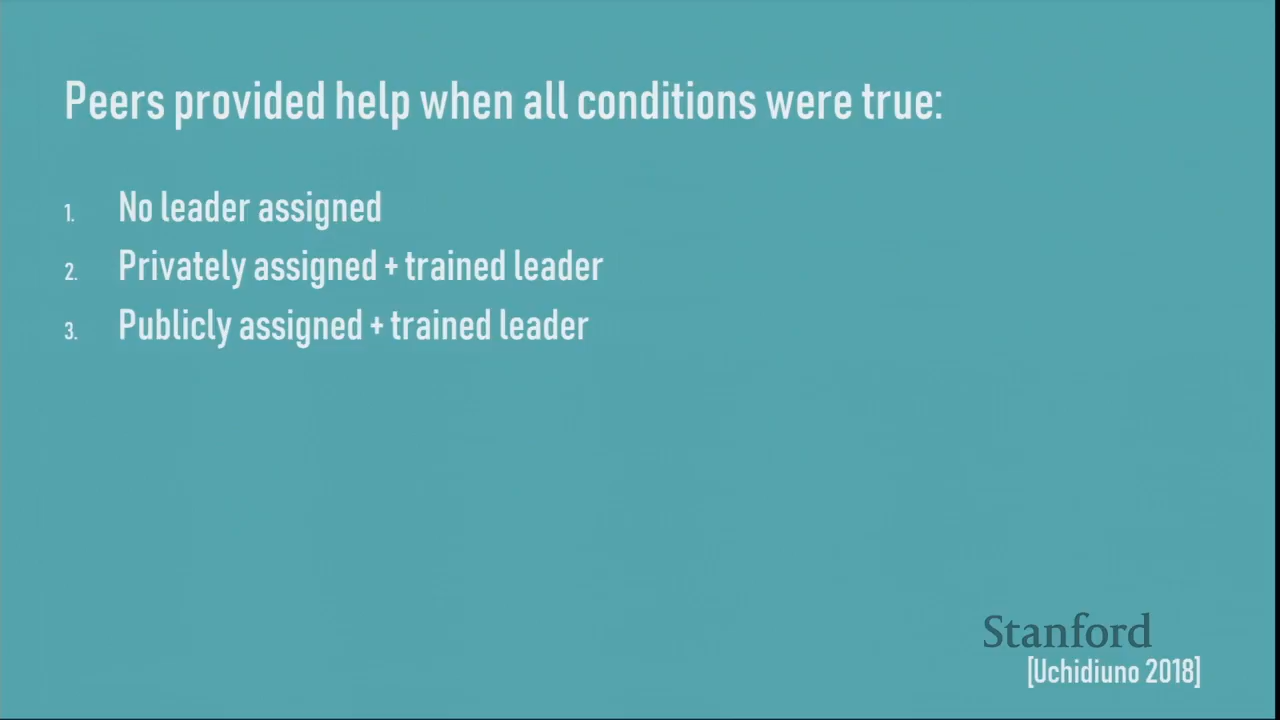 Peers provided help when all conditions were true:
1. No leader assigned
2. Privately assigned + trained leader
3. Publicly assigned + trained leader
Stanford
[Uchidiuno 2018]